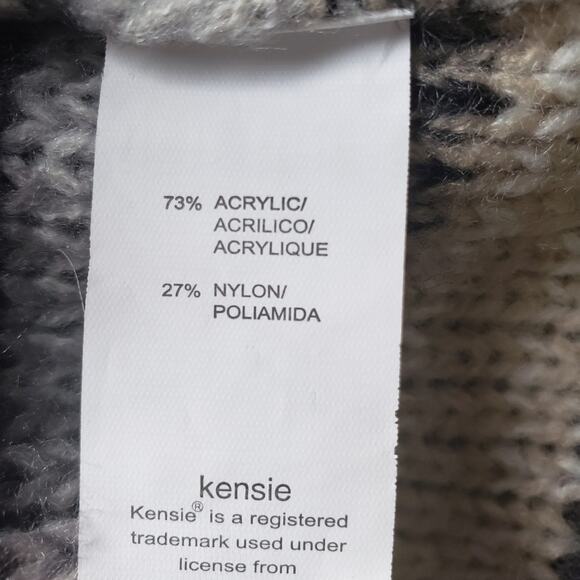 73% ACRYLIC/
ACRILICO/
ACRYLIQUE
27% NYLON/
POLIAMIDA
kensie
Kensie® is a registered
trademark used under
license from